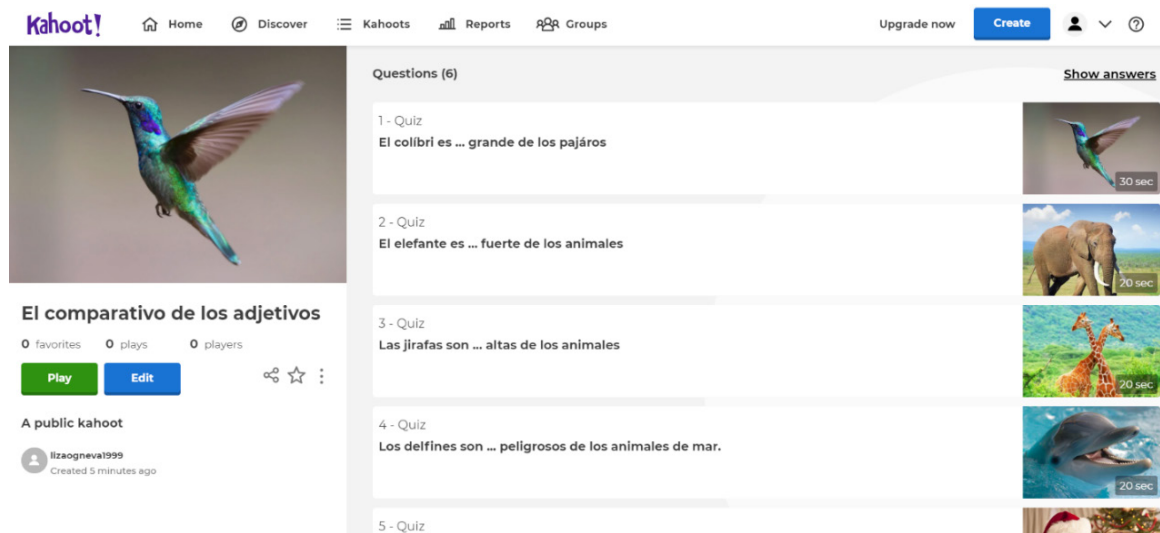 Kahoot!
Home
Discover
Kahoots
Reports
Groups
Upgrade now
Create
El comparativo de los adjetivos
0 favorites 0 plays 0 players
Play
Edit
A public kahoot
lizaogneva1999
Created 5 minutes ago
Questions (6)
Show answers
1 - Quiz
El colíbri es ... grande de los pajáros
30 sec
2 - Quiz
El elefante es ... fuerte de los animales
20 sec
3 - Quiz
Las jirafas son ... altas de los animales
20 sec
4 - Quiz
Los delfines son ... peligrosos de los animales de mar.
20 sec
5 - Quiz